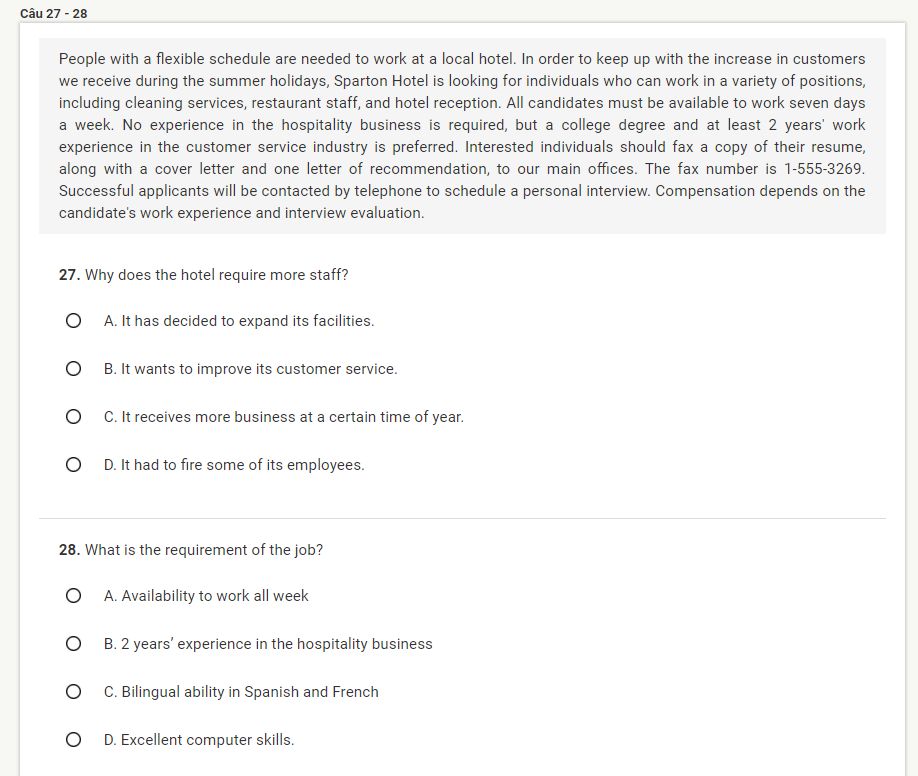 Câu 27 - 28
People with a flexible schedule are needed to work at a local hotel. In order to keep up with the increase in customers
we receive during the summer holidays, Sparton Hotel is looking for individuals who can work in a variety of positions,
including cleaning services, restaurant staff, and hotel reception. All candidates must be available to work seven days
a week. No experience in the hospitality business is required, but a college degree and at least 2 years' work
experience in the customer service industry is preferred. Interested individuals should fax a copy of their resume,
along with a cover letter and one letter of recommendation, to our main offices. The fax number is 1-555-3269.
Successful applicants will be contacted by telephone to schedule a personal interview. Compensation depends on the
candidate's work experience and interview evaluation.
27. Why does the hotel require more staff?
A. It has decided to expand its facilities.
B. It wants to improve its customer service.
C. It receives more business at a certain time of year.
D. It had to fire some of its employees.
28. What is the requirement of the job?
A. Availability to work all week
B. 2 years’ experience in the hospitality business
C. Bilingual ability in Spanish and French
D. Excellent computer skills.